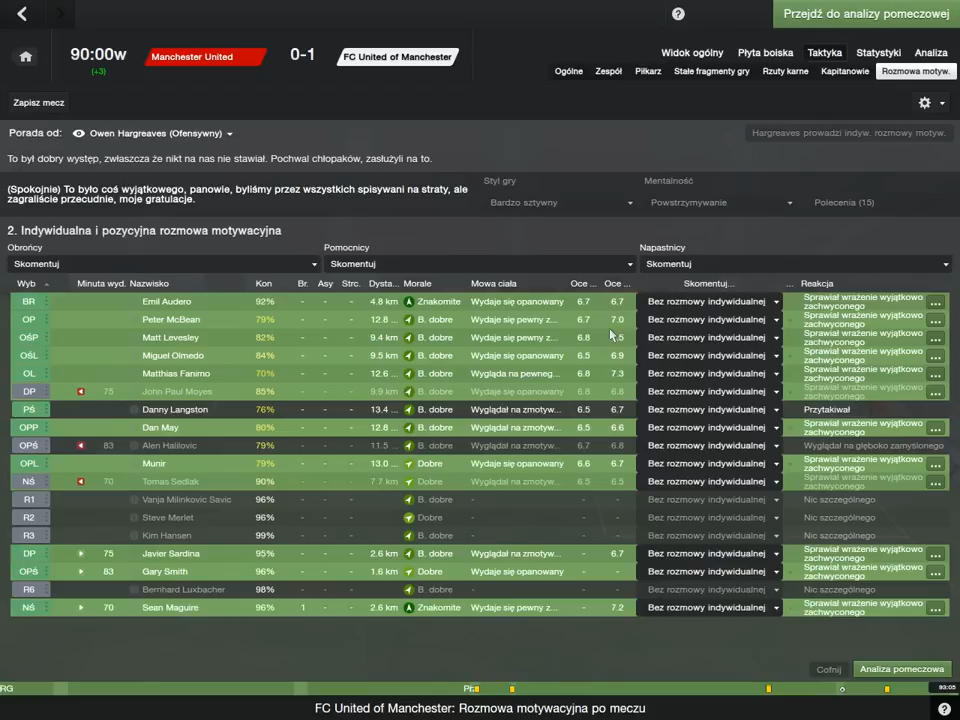 Przejdź do analizy pomeczowej
90:00w
(+3)
Manchester United
0-1
FC United of Manchester
Widok ogólny Płyta boiska Taktyka Statystyki Analiza
Ogólne Zespół Piłkarz Stałe fragmenty gry Rzuty karne Kapitanowie Rozmowa motyw.
Zapisz mecz
Porada od: Owen Hargreaves (Ofensywny)
Hargreaves prowadzi indyw. rozmowy motyw.
To był dobry występ, zwłaszcza że nikt na nas nie stawiał. Pochwal chłopaków, zasłużyli na to.
(Spokojnie) To było coś wyjątkowego, panowie, byliśmy przez wszystkich spisywani na straty, ale
zagraliście przecudnie, moje gratulacje.
Styl gry Mentalność
Bardzo sztywny Powstrzymywanie Polecenia (15)
2. Indywidualna i pozycyjna rozmowa motywacyjna
Obrońcy Pomocnicy Napastnicy
Skomentuj Skomentuj Skomentuj
Wyb Minuta wyd. Nazwisko Kon Br. Asy Strc. Dysta... Morale Mowa ciała Oce ... Oce ... Skomentuj... ... Reakcja
BR Emil Audero 92% - - - 4.8 km Znakomite Wydaje się opanowany 6.7 6.7 Bez rozmowy indywidualnej Sprawiał wrażenie wyjątkowo zachwyconego ...
OP Peter McBean 79% - - - 12.8 ... B. dobre Wydaje się pewny z... 6.7 7.0 Bez rozmowy indywidualnej Sprawiał wrażenie wyjątkowo zachwyconego ...
OŚP Matt Levesley 82% - - - 9.4 km B. dobre Wydaje się pewny z... 6.8 .5 Bez rozmowy indywidualnej Sprawiał wrażenie wyjątkowo zachwyconego ...
OŚL Miguel Olmedo 84% - - - 9.5 km B. dobre Wydaje się opanowany 6.5 6.9 Bez rozmowy indywidualnej Sprawiał wrażenie wyjątkowo zachwyconego ...
OL Matthias Fanimo 70% - - - 12.6 ... B. dobre Wygląda na pewneg... 6.8 7.3 Bez rozmowy indywidualnej Sprawiał wrażenie wyjątkowo zachwyconego ...
DP 75 John Paul Moyes 85% - - - 9.9 km B. dobre Wydaje się opanowany 6.8 6.8 Bez rozmowy indywidualnej Sprawiał wrażenie wyjątkowo zachwyconego ...
PŚ Danny Langston 76% - - - 13.4 ... B. dobre Wyglądał na zmotyw... 6.5 6.7 Bez rozmowy indywidualnej Przytakiwał
OPP Dan May 80% - - - 12.8 ... B. dobre Wyglądał na zmotyw... 6.5 6.6 Bez rozmowy indywidualnej Sprawiał wrażenie wyjątkowo zachwyconego ...
OPŚ 83 Alen Halilovic 79% - - - 11.5 ... B. dobre Wyglądał na zmotyw... 6.7 6.8 Bez rozmowy indywidualnej Wyglądał na głęboko zamyślonego
OPL Munir 79% - - - 13.0 ... Dobre Wydaje się opanowany 6.6 6.7 Bez rozmowy indywidualnej Sprawiał wrażenie wyjątkowo zachwyconego ...
NŚ 70 Tomas Sedlak 90% - - - 7.7 km Dobre Wydaje się opanowany 6.5 6.5 Bez rozmowy indywidualnej Sprawiał wrażenie wyjątkowo zachwyconego ...
R1 Vanja Milinkovic Savic 96% - - - - B. dobre - - - Bez rozmowy indywidualnej Nic szczególnego
R2 Steve Merlet 96% - - - - Dobre - - - Bez rozmowy indywidualnej Nic szczególnego
R3 Kim Hansen 99% - - - - B. dobre - - - Bez rozmowy indywidualnej Nic szczególnego
DP 75 Javier Sardina 95% - - - 2.6 km B. dobre Wyglądał na zmotyw... - 6.7 Bez rozmowy indywidualnej Sprawiał wrażenie wyjątkowo zachwyconego ...
OPŚ 83 Gary Smith 96% - - - 1.6 km Dobre Wydaje się opanowany - - Bez rozmowy indywidualnej Sprawiał wrażenie wyjątkowo zachwyconego ...
R6 Bernhard Luxbacher 98% - - - - B. dobre - - - Bez rozmowy indywidualnej Nic szczególnego
NŚ 70 Sean Maguire 96% 1 - - 2.6 km Znakomite Wydaje się pewny z... - 7.2 Bez rozmowy indywidualnej Sprawiał wrażenie wyjątkowo zachwyconego ...
Cofnij Analiza pomeczowa
RG 93:05
FC United of Manchester: Rozmowa motywacyjna po meczu